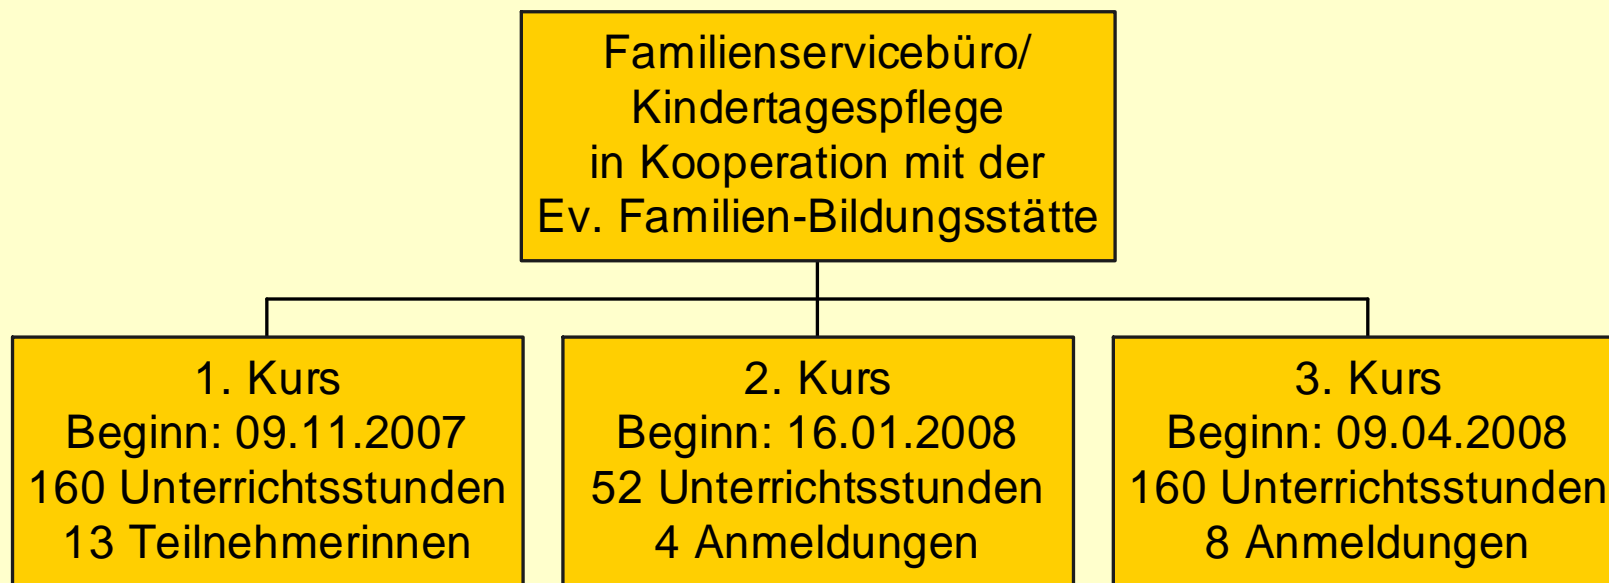 Familienservicebüro/
Kindertagespflege
in Kooperation mit der
Ev. Familien-Bildungsstätte
1. Kurs
Beginn: 09.11.2007
160 Unterrichtsstunden
13 Teilnehmerinnen
2. Kurs
Beginn: 16.01.2008
52 Unterrichtsstunden
4 Anmeldungen
3. Kurs
Beginn: 09.04.2008
160 Unterrichtsstunden
8 Anmeldungen